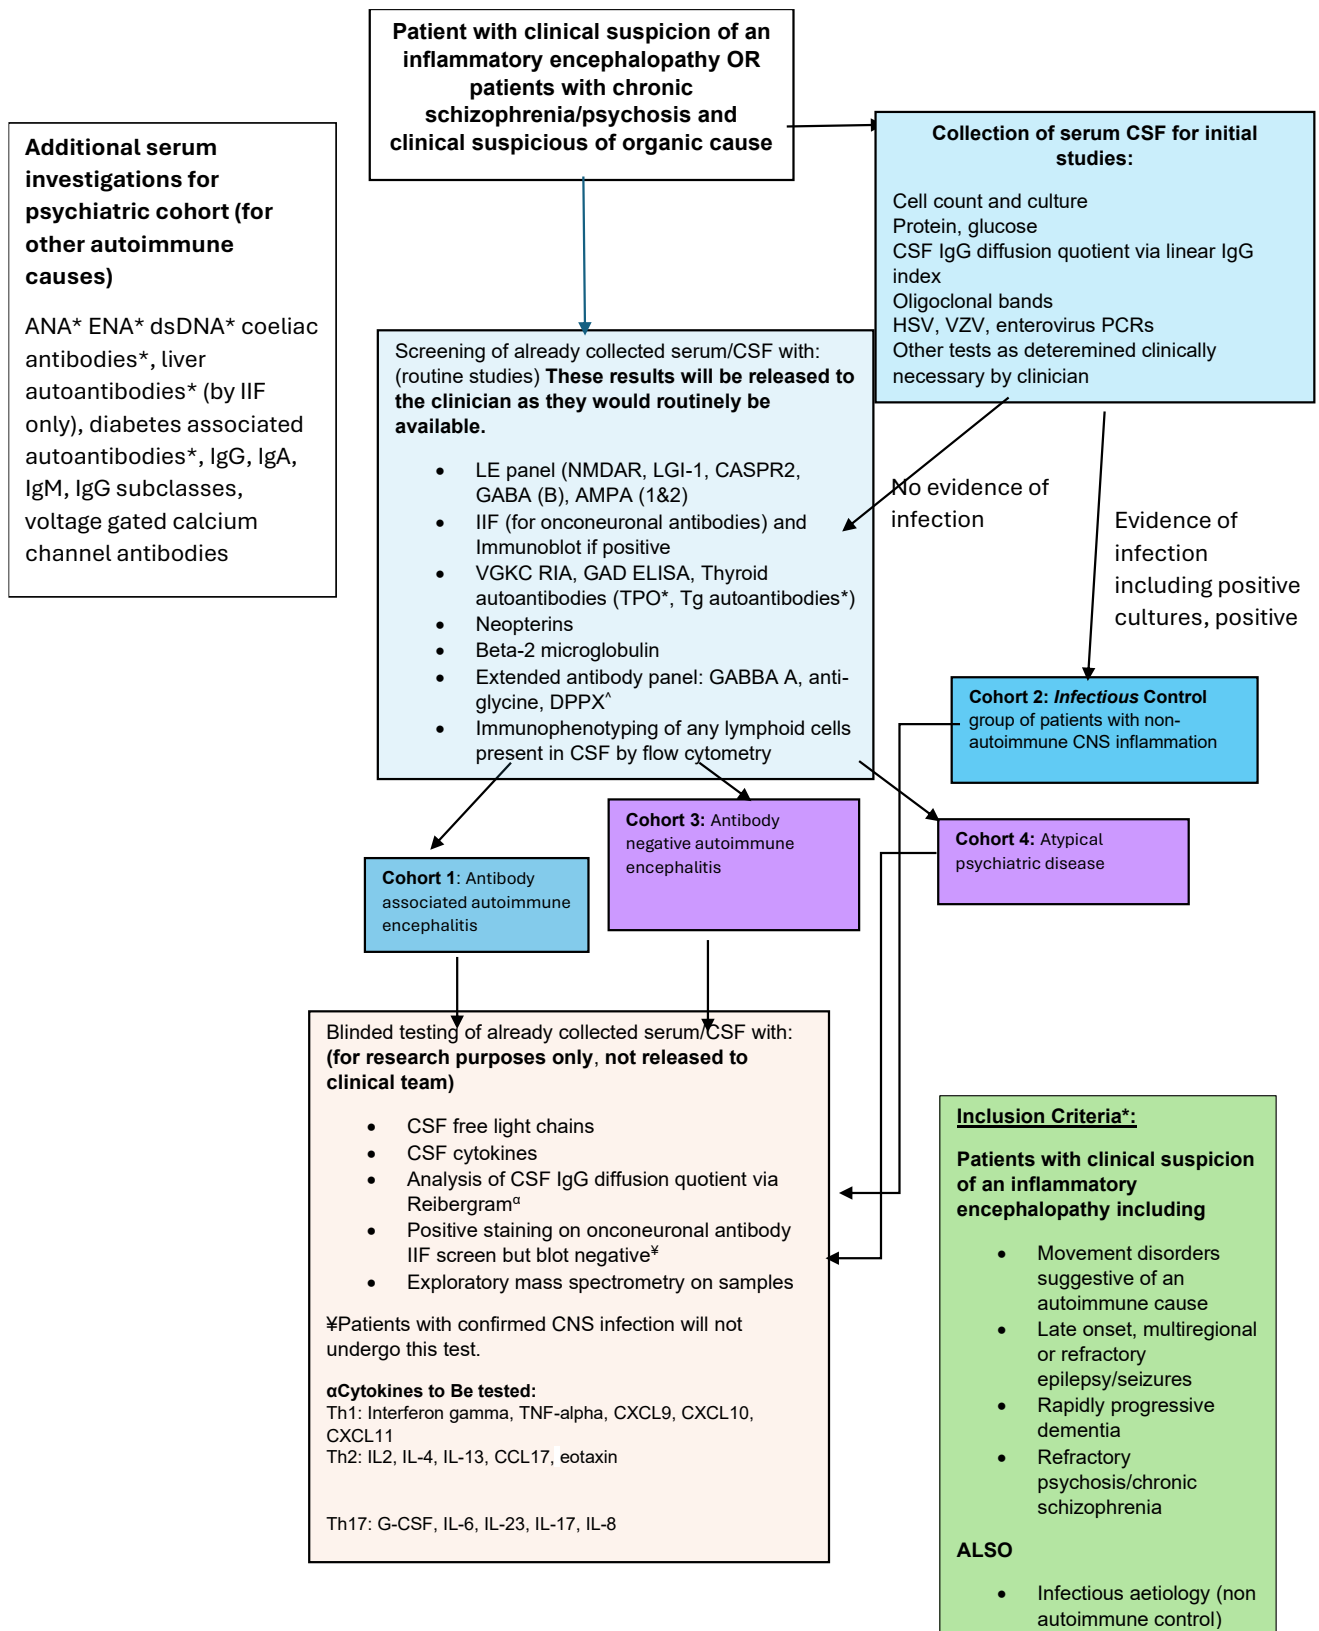 Patient with clinical suspicion of an
inflammatory encephalopathy OR
patients with chronic
schizophrenia/psychosis and
clinical suspicious of organic cause
Additional serum
investigations for
psychiatric cohort (for
other autoimmune
causes)
ANA* ENA* dsDNA* coeliac
antibodies*, liver
autoantibodies* (by IIF
only), diabetes associated
autoantibodies*, IgG, IgA,
IgM, IgG subclasses,
voltage gated calcium
channel antibodies
Collection of serum CSF for initial
studies:
Cell count and culture
Protein, glucose
CSF IgG diffusion quotient via linear IgG
index
Oligoclonal bands
HSV, VZV, enterovirus PCRs
Other tests as deteremined clinically
necessary by clinician
Screening of already collected serum/CSF with:
(routine studies) These results will be released to
the clinician as they would routinely be
available.
• LE panel (NMDAR, LGI-1, CASPR2,
GABA (B), AMPA (1&2)
• IIF (for onconeuronal antibodies) and
Immunoblot if positive
• VGKC RIA, GAD ELISA, Thyroid
autoantibodies (TPO*, Tg autoantibodies*)
• Neopterins
• Beta-2 microglobulin
• Extended antibody panel: GABBA A, anti-
glycine, DPPX^
• Immunophenotyping of any lymphoid cells
present in CSF by flow cytometry
No evidence of
infection
Evidence of
infection
including positive
cultures, positive
Cohort 2: Infectious Control
group of patients with non-
autoimmune CNS inflammation
Cohort 3: Antibody
negative autoimmune
encephalitis
Cohort 4: Atypical
psychiatric disease
Cohort 1: Antibody
associated autoimmune
encephalitis
Blinded testing of already collected serum/CSF with:
(for research purposes only, not released to
clinical team)
• CSF free light chains
• CSF cytokines
• Analysis of CSF IgG diffusion quotient via
Reibergramα
• Positive staining on onconeuronal antibody
IIF screen but blot negative¥
• Exploratory mass spectrometry on samples
¥Patients with confirmed CNS infection will not
undergo this test.
αCytokines to Be tested:
Th1: Interferon gamma, TNF-alpha, CXCL9, CXCL10,
CXCL11
Th2: IL2, IL-4, IL-13, CCL17, eotaxin
Th17: G-CSF, IL-6, IL-23, IL-17, IL-8
Inclusion Criteria*:
Patients with clinical suspicion
of an inflammatory
encephalopathy including
• Movement disorders
suggestive of an
autoimmune cause
• Late onset, multiregional
or refractory
epilepsy/seizures
• Rapidly progressive
dementia
• Refractory
psychosis/chronic
schizophrenia
ALSO
• Infectious aetiology (non
autoimmune control)